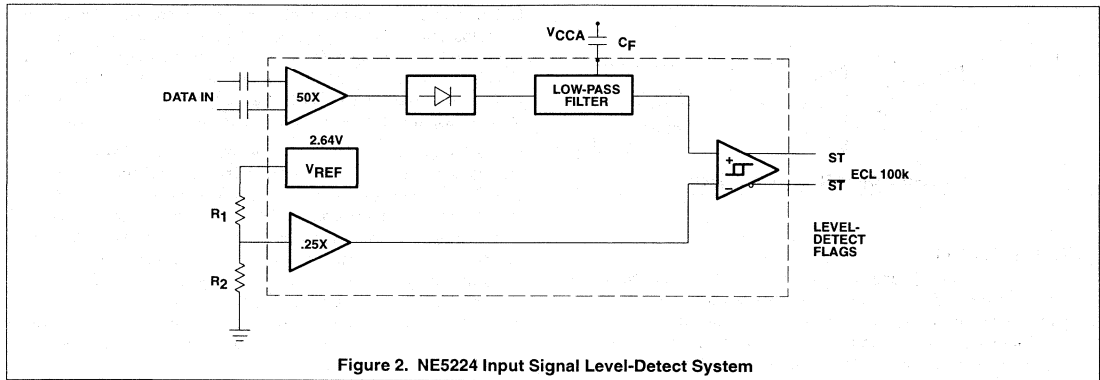 VCCA
CF
DATA IN
50X
LOW-PASS
FILTER
2.64V
VREF
R1
.25X
R2
+
−
ST
ECL 100k
S̅T̅
LEVEL-
DETECT
FLAGS
Figure 2. NE5224 Input Signal Level-Detect System